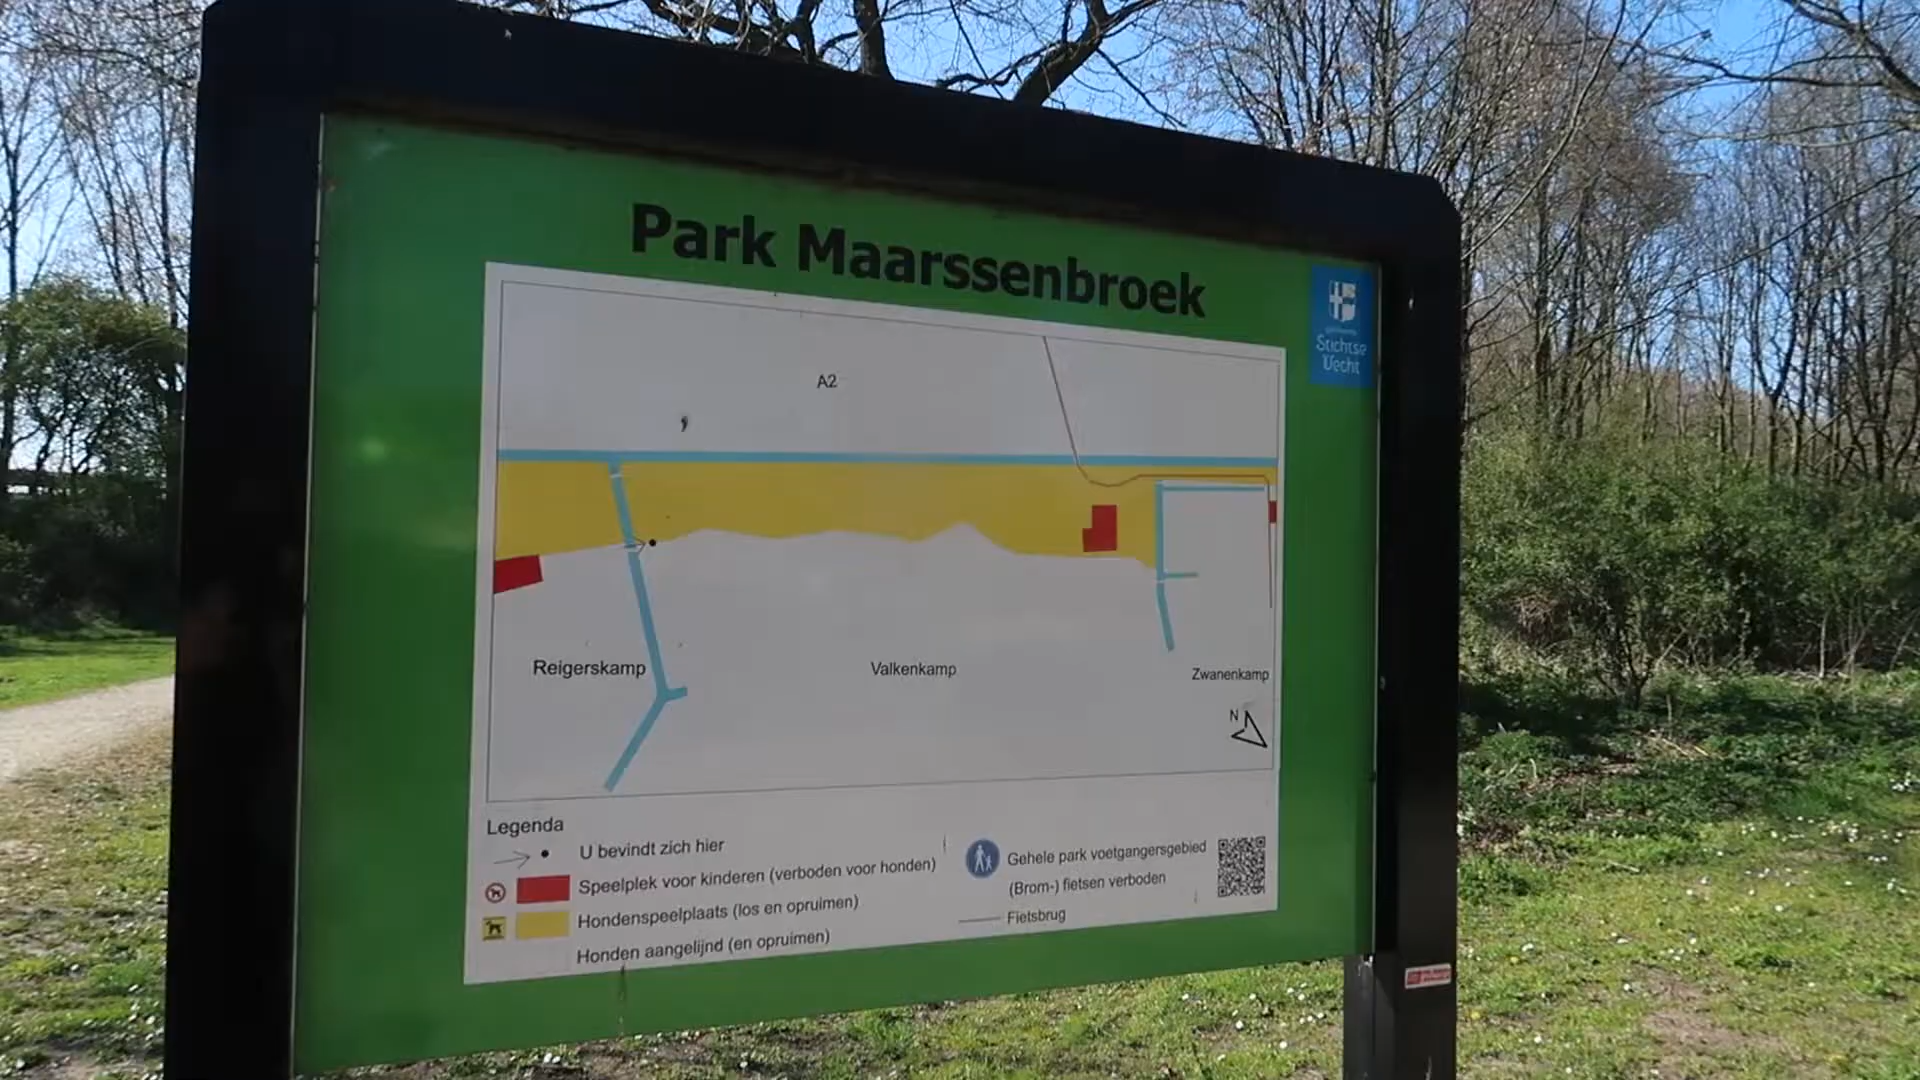 Park Maarssenbroek
Stichtse
Vecht
A2
Reigerskamp
Valkenkamp
Zwanenkamp
N
Legenda
U bevindt zich hier
Speelplek voor kinderen (verboden voor honden)
Hondenspeelplaats (los en opruimen)
Honden aangelijnd (en opruimen)
Gehele park voetgangersgebied
(Brom-) fietsen verboden
Fietsbrug